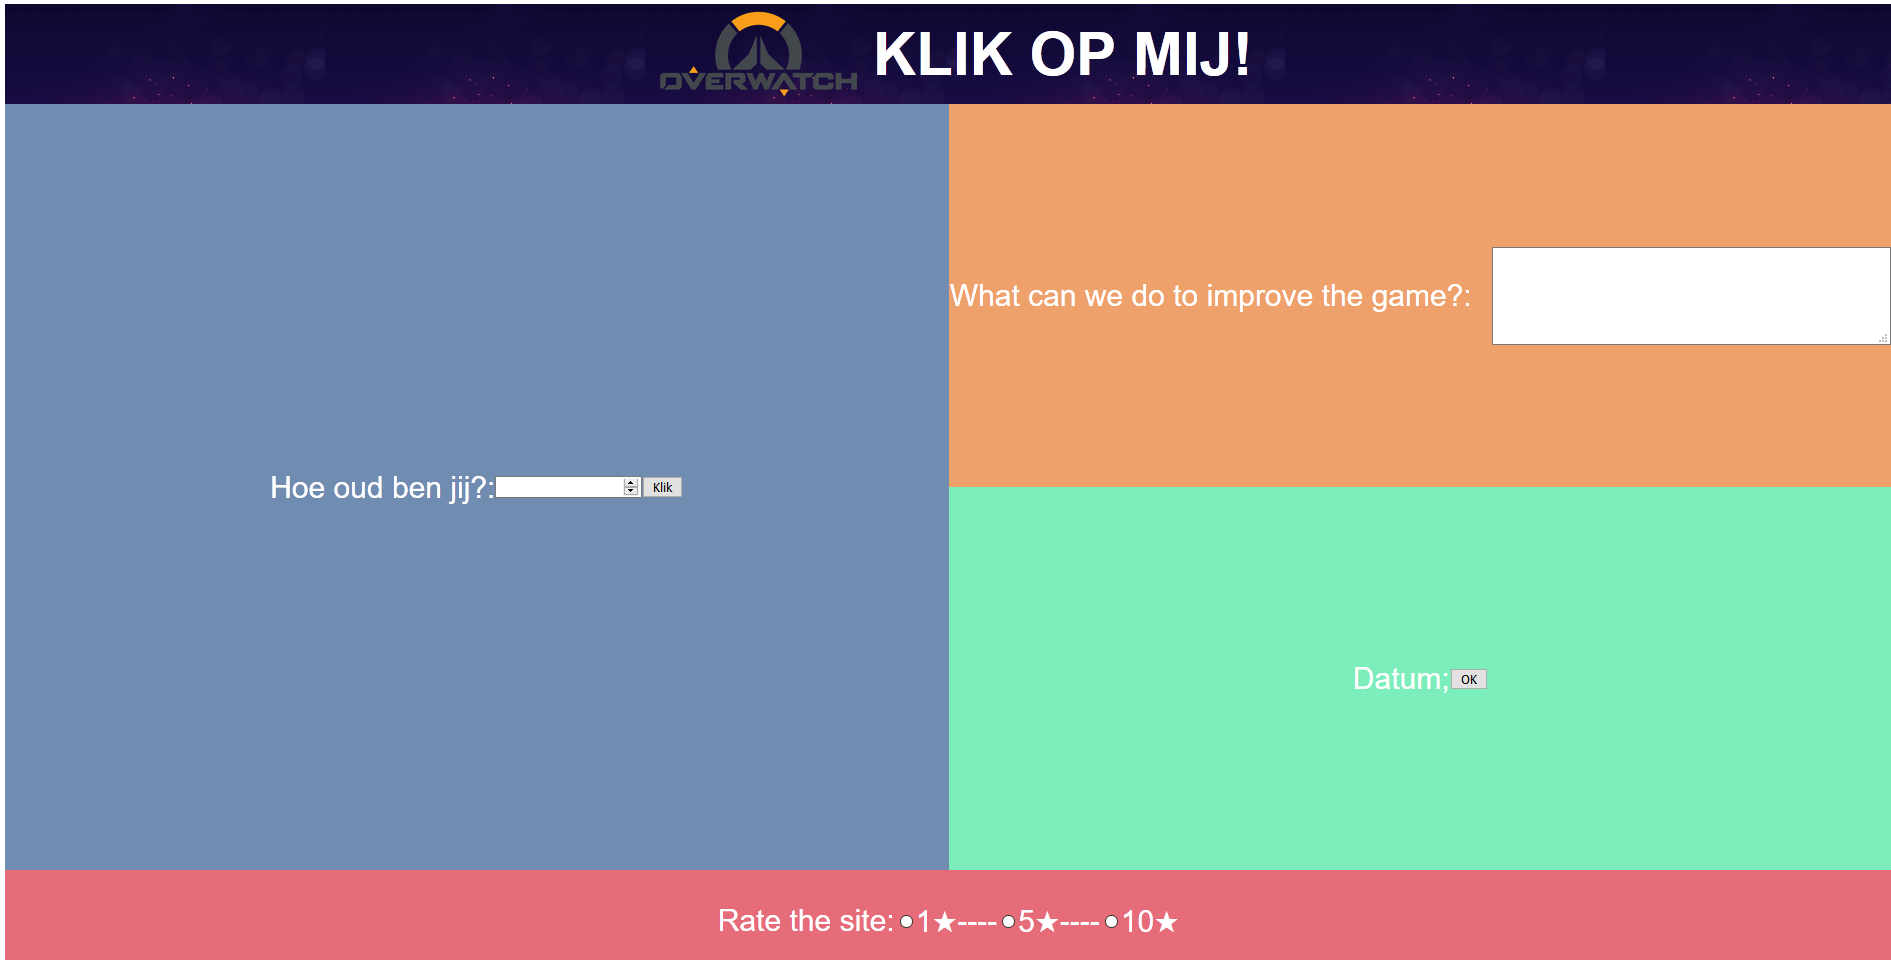 OVERWATCH KLIK OP MIJ!
What can we do to improve the game?:
Hoe oud ben jij?: Klik
Datum; OK
Rate the site: 1★---- 5★---- 10★